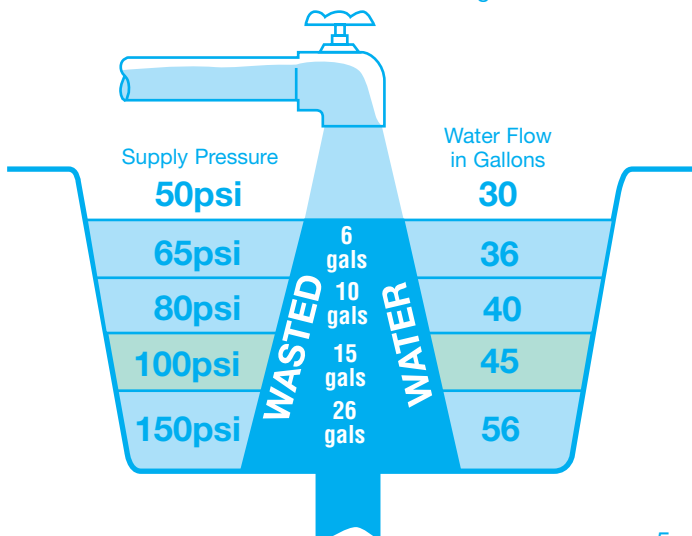 Supply Pressure
Water Flow
in Gallons
50psi
30
65psi
6
gals
36
80psi
10
gals
40
100psi
15
gals
45
150psi
26
gals
56
WASTED
WATER
5